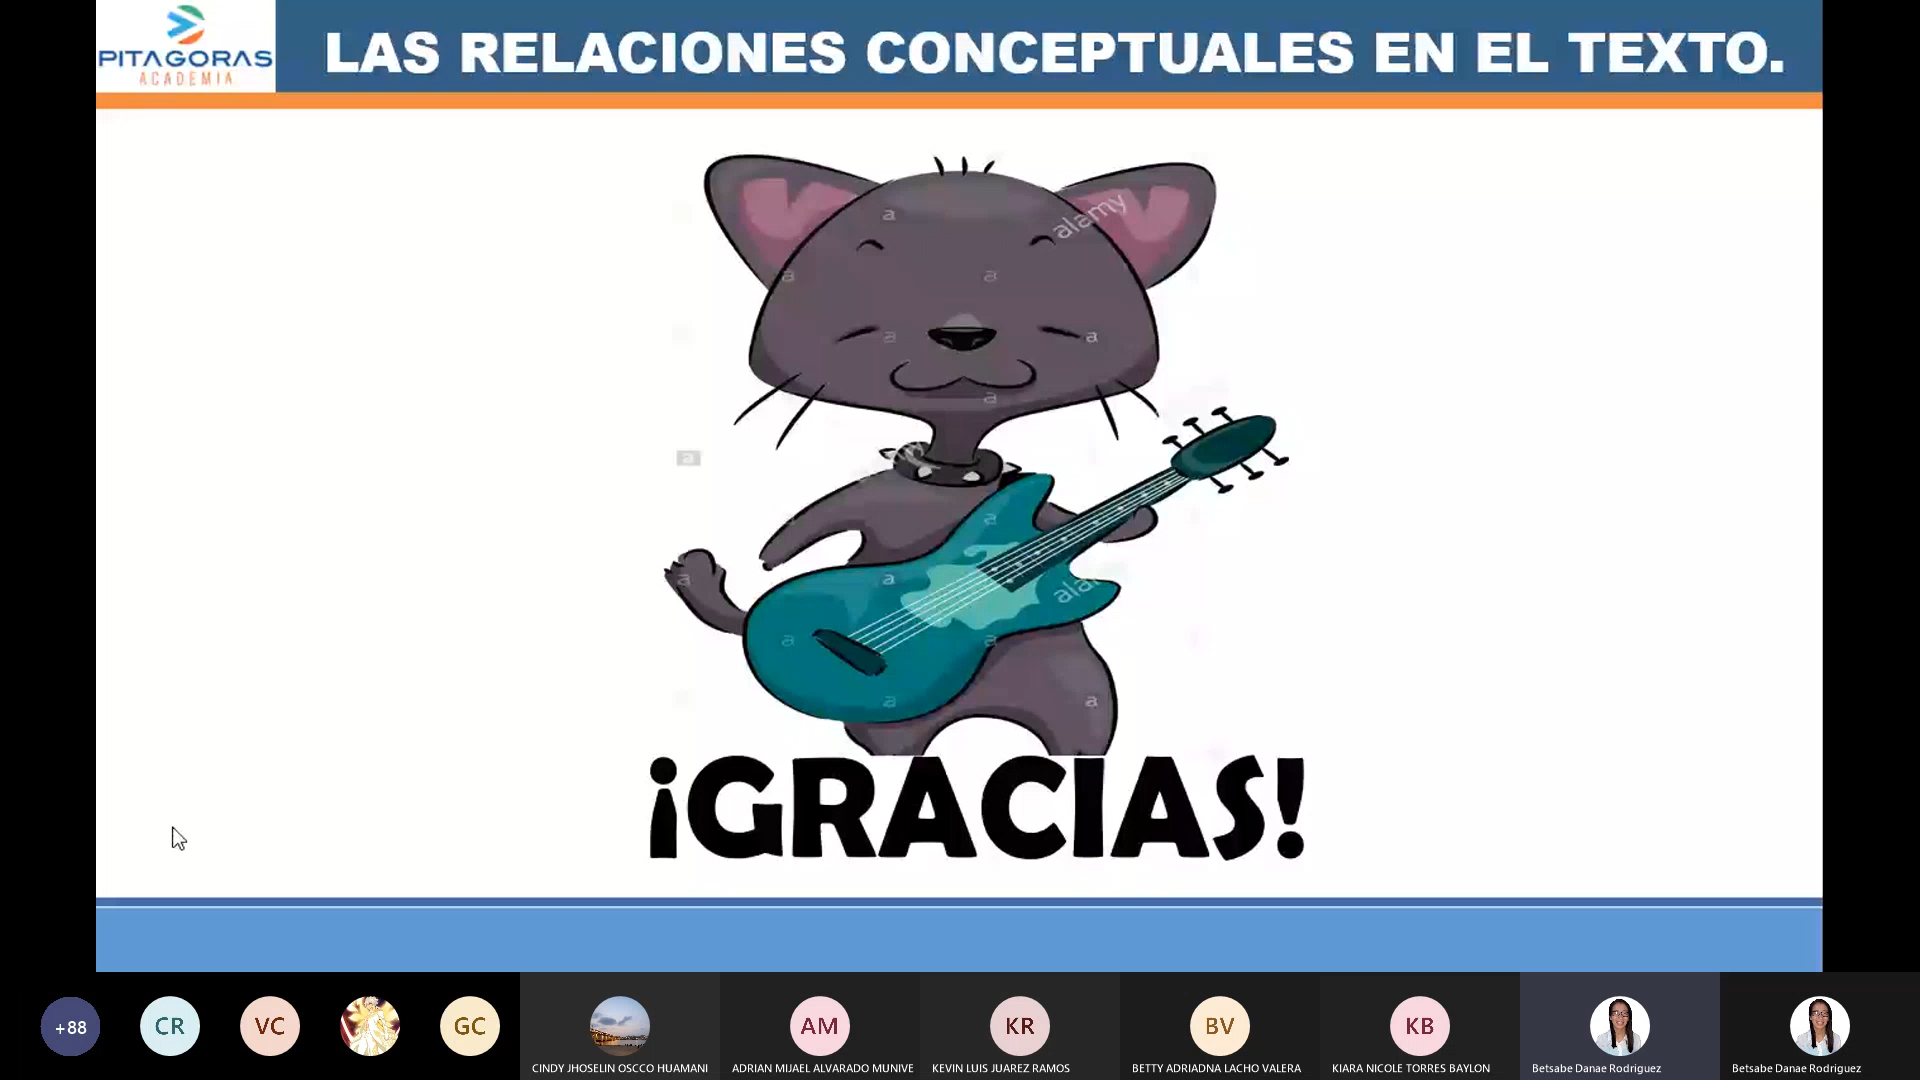 PITAGORAS
ACADEMIA
LAS RELACIONES CONCEPTUALES EN EL TEXTO.
a
alamy
a
a
a
a
a
a
a
a
a
ala
a
a
a
a
¡GRACIAS!
+88
CR
VC
GC
AM
KR
BV
KB
CINDY JHOSELIN OSCCO HUAMANI
ADRIAN MIJAEL ALVARADO MUNIVE
KEVIN LUIS JUAREZ RAMOS
BETTY ADRIADNA LACHO VALERA
KIARA NICOLE TORRES BAYLON
Betsabe Danae Rodriguez
Betsabe Danae Rodriguez